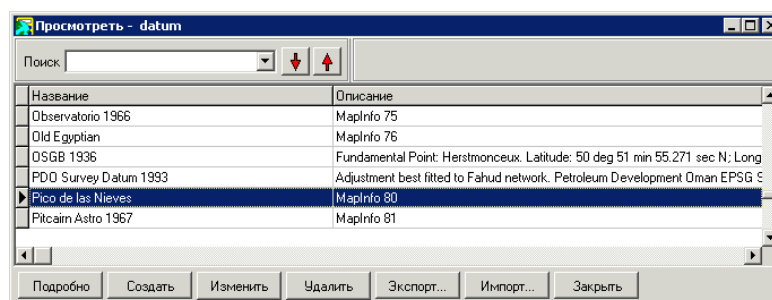 Просмотреть - datum
Поиск
Название Описание
Observatorio 1966 MapInfo 75
Old Egyptian MapInfo 76
OSGB 1936 Fundamental Point: Herstmonceux. Latitude: 50 deg 51 min 55.271 sec N; Long
PDO Survey Datum 1993 Adjustment best fitted to Fahud network. Petroleum Development Oman EPSG S
Pico de las Nieves MapInfo 80
Pitcairn Astro 1967 MapInfo 81
Подробно Создать Изменить Удалить Экспорт... Импорт... Закрыть